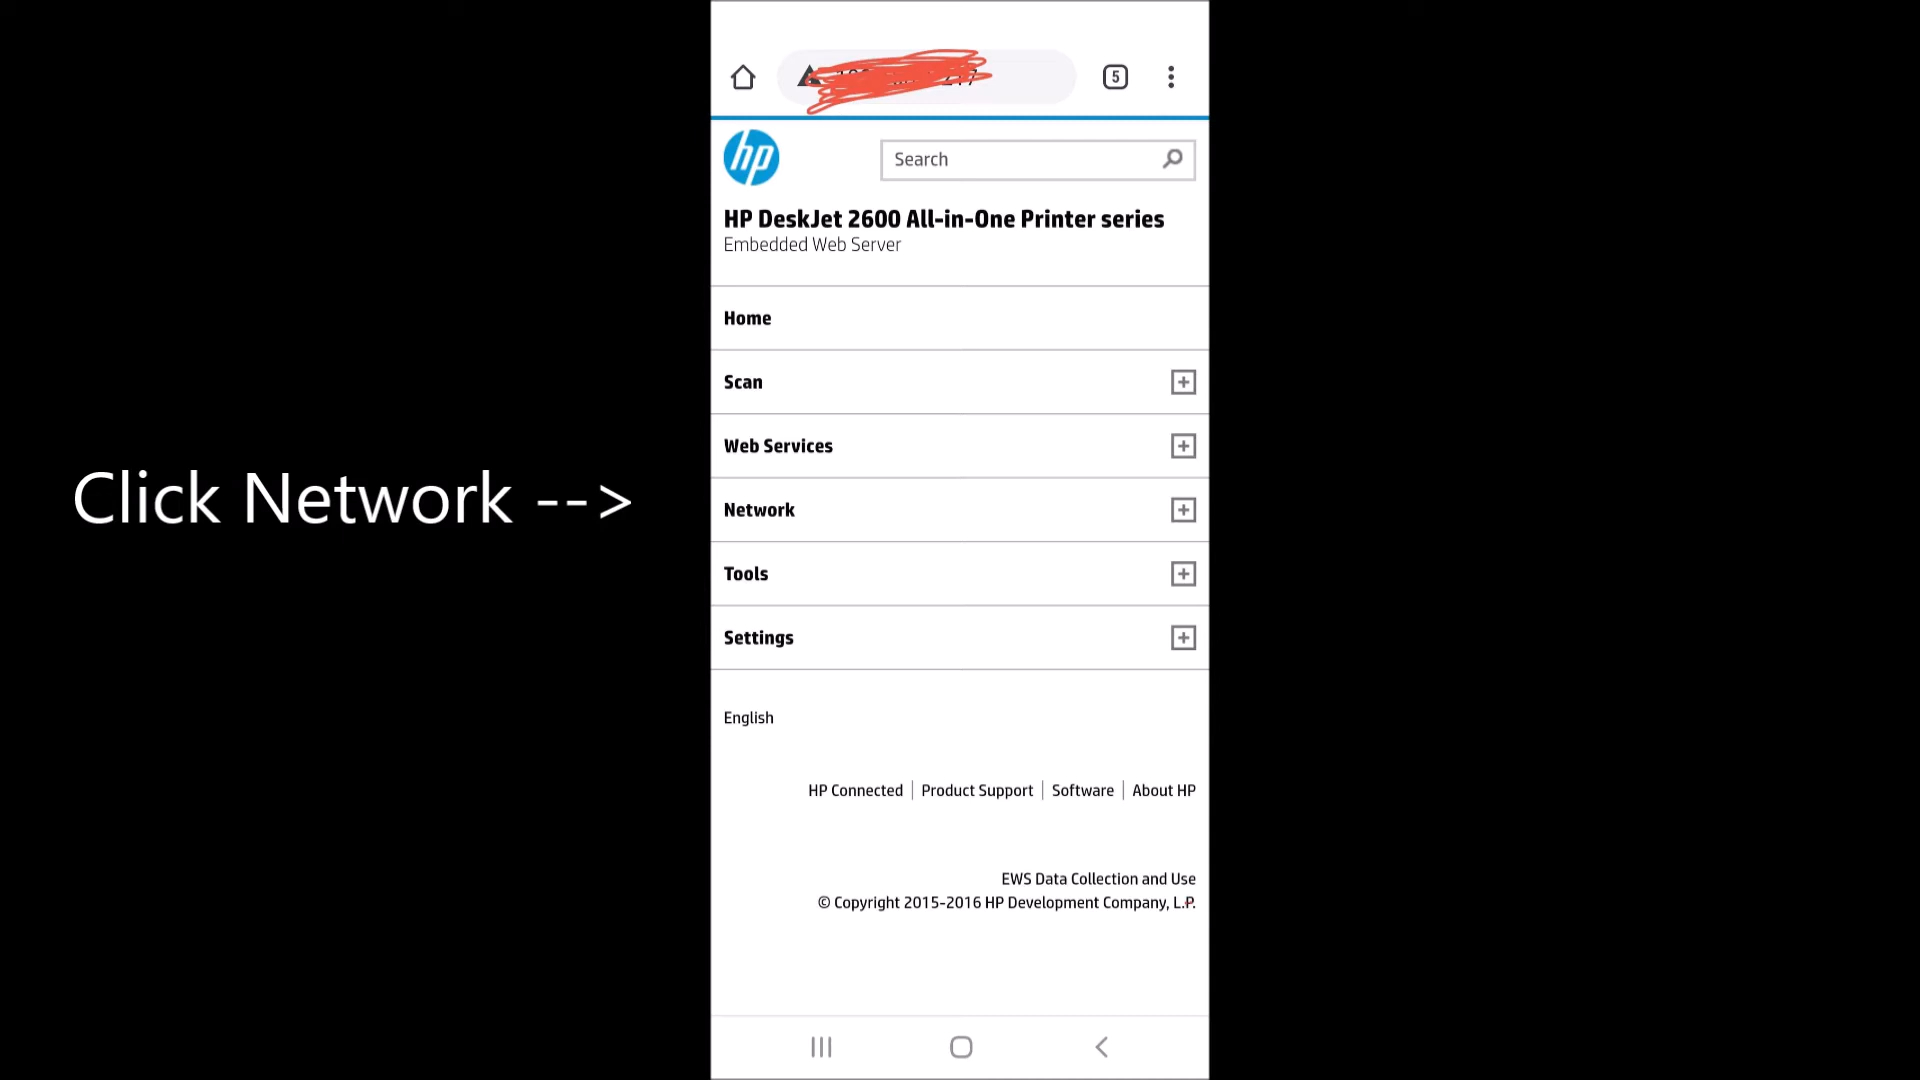 5
hp
Search
HP DeskJet 2600 All-in-One Printer series
Embedded Web Server
Home
Scan
Web Services
Click Network -->
Network
Tools
Settings
English
HP Connected | Product Support | Software | About HP
EWS Data Collection and Use
© Copyright 2015-2016 HP Development Company, L.P.